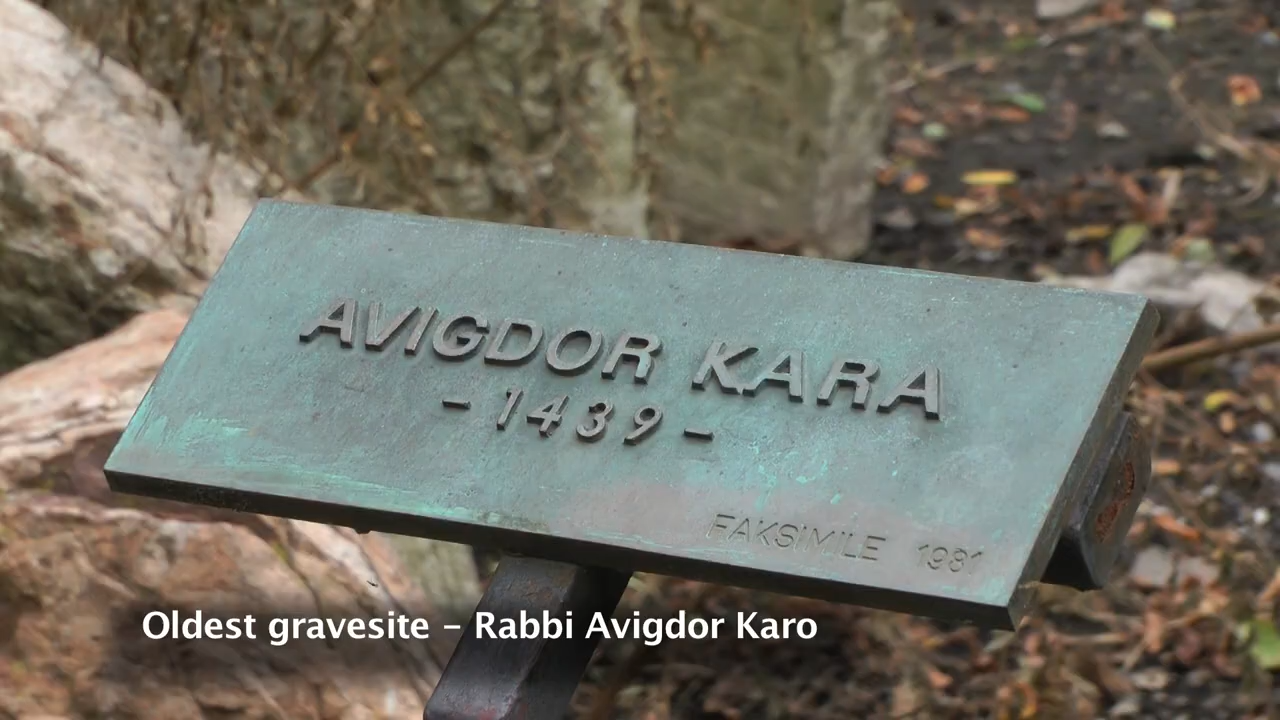 AVIGDOR KARA
- 1439 -
FAKSIMILE 1981
Oldest gravesite – Rabbi Avigdor Karo